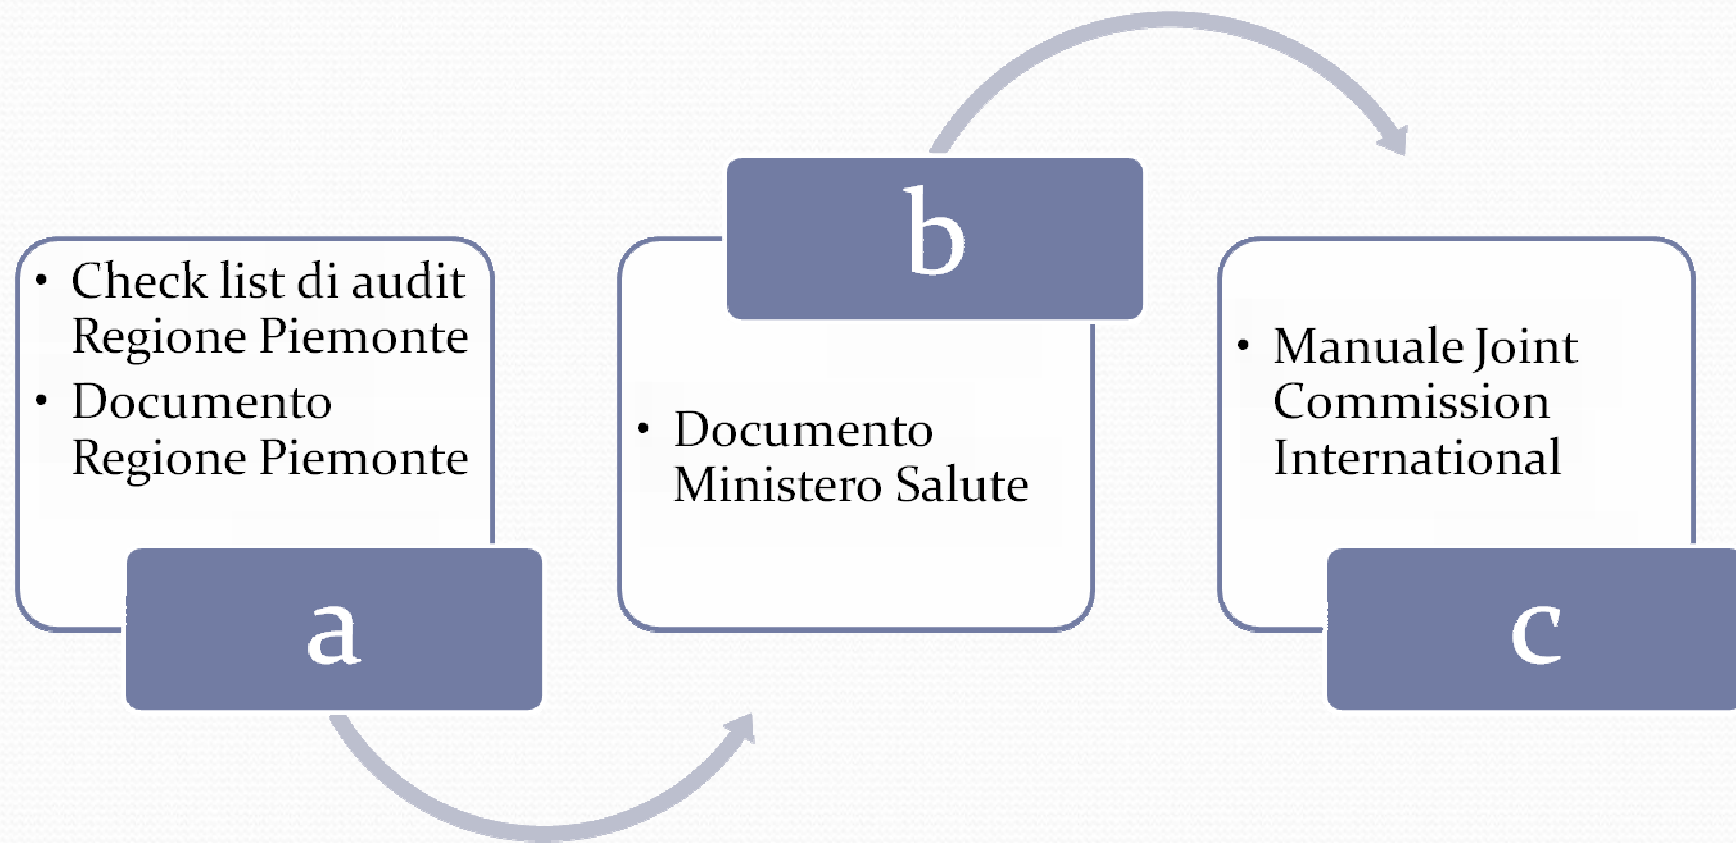 • Check list di audit
Regione Piemonte
• Documento
Regione Piemonte
a
b
• Documento
Ministero Salute
• Manuale Joint
Commission
International
c